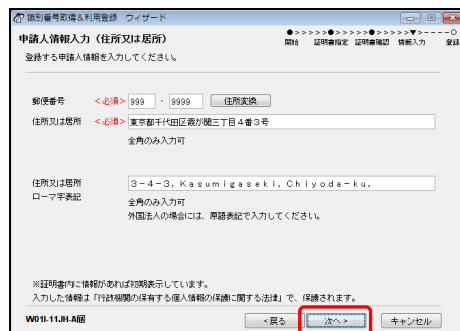 識別番号取得&利用登録 ウィザード
申請人情報入力（住所又は居所）
●>>>>>●>>>>>●>>>>>▼>----○
開始 証明書指定 証明書確認 情報入力 登録
登録する申請人情報を入力してください。
郵便番号 <必須> 999 - 9999 住所変換
住所又は居所 <必須> 東京都千代田区霞が関三丁目４番３号
全角のみ入力可
住所又は居所 ３－４－３，Ｋａｓｕｍｉｇａｓｅｋｉ，Ｃｈｉｙｏｄａ－ｋｕ，
ローマ字表記
全角のみ入力可
外国法人の場合には、原語表記で入力してください。
※証明書内に情報があれば初期表示しています。
入力した情報は「行政機関の保有する個人情報の保護に関する法律」で、保護されます。
W01I-11JH-A個 <戻る 次へ> キャンセル